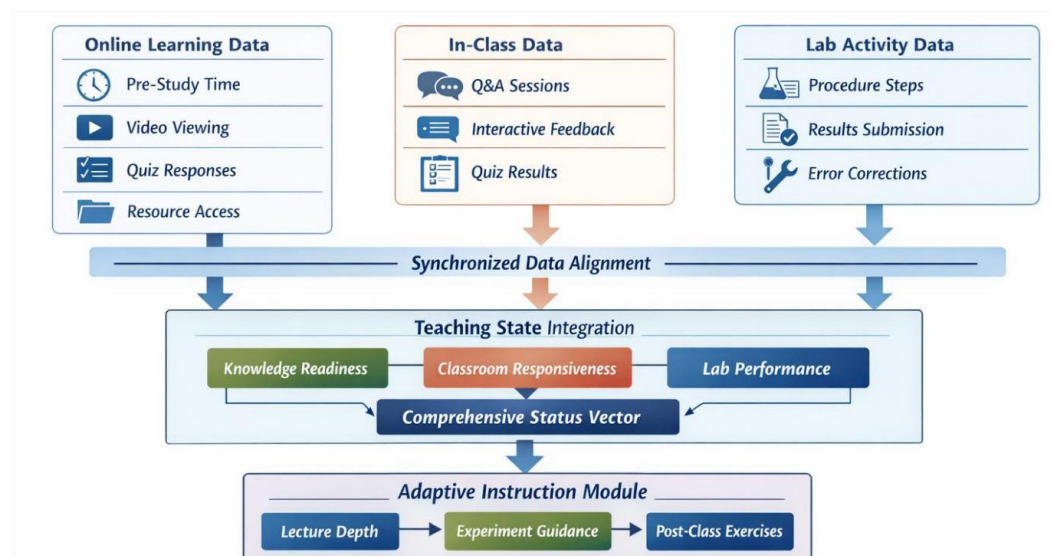 Online Learning Data
Pre-Study Time
Video Viewing
Quiz Responses
Resource Access
In-Class Data
Q&A Sessions
Interactive Feedback
Quiz Results
Lab Activity Data
Procedure Steps
Results Submission
Error Corrections
Synchronized Data Alignment
Teaching State Integration
Knowledge Readiness
Classroom Responsiveness
Lab Performance
Comprehensive Status Vector
Adaptive Instruction Module
Lecture Depth
Experiment Guidance
Post-Class Exercises